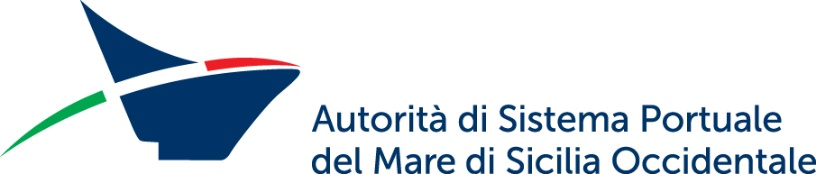 Autorità di Sistema Portuale
del Mare di Sicilia Occidentale